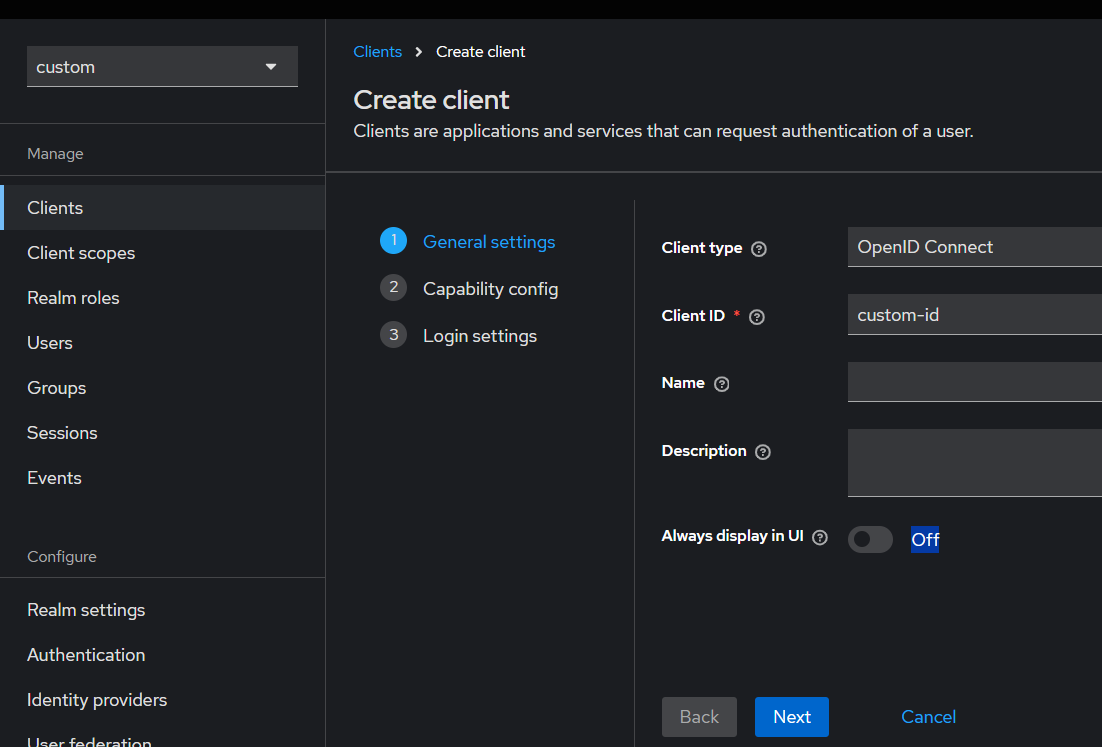 custom
Manage
Clients
Client scopes
Realm roles
Users
Groups
Sessions
Events
Configure
Realm settings
Authentication
Identity providers
User federation
Clients > Create client
Create client
Clients are applications and services that can request authentication of a user.
1 General settings
2 Capability config
3 Login settings
Client type ? OpenID Connect
Client ID * ? custom-id
Name ?
Description ?
Always display in UI ? Off
Back Next Cancel